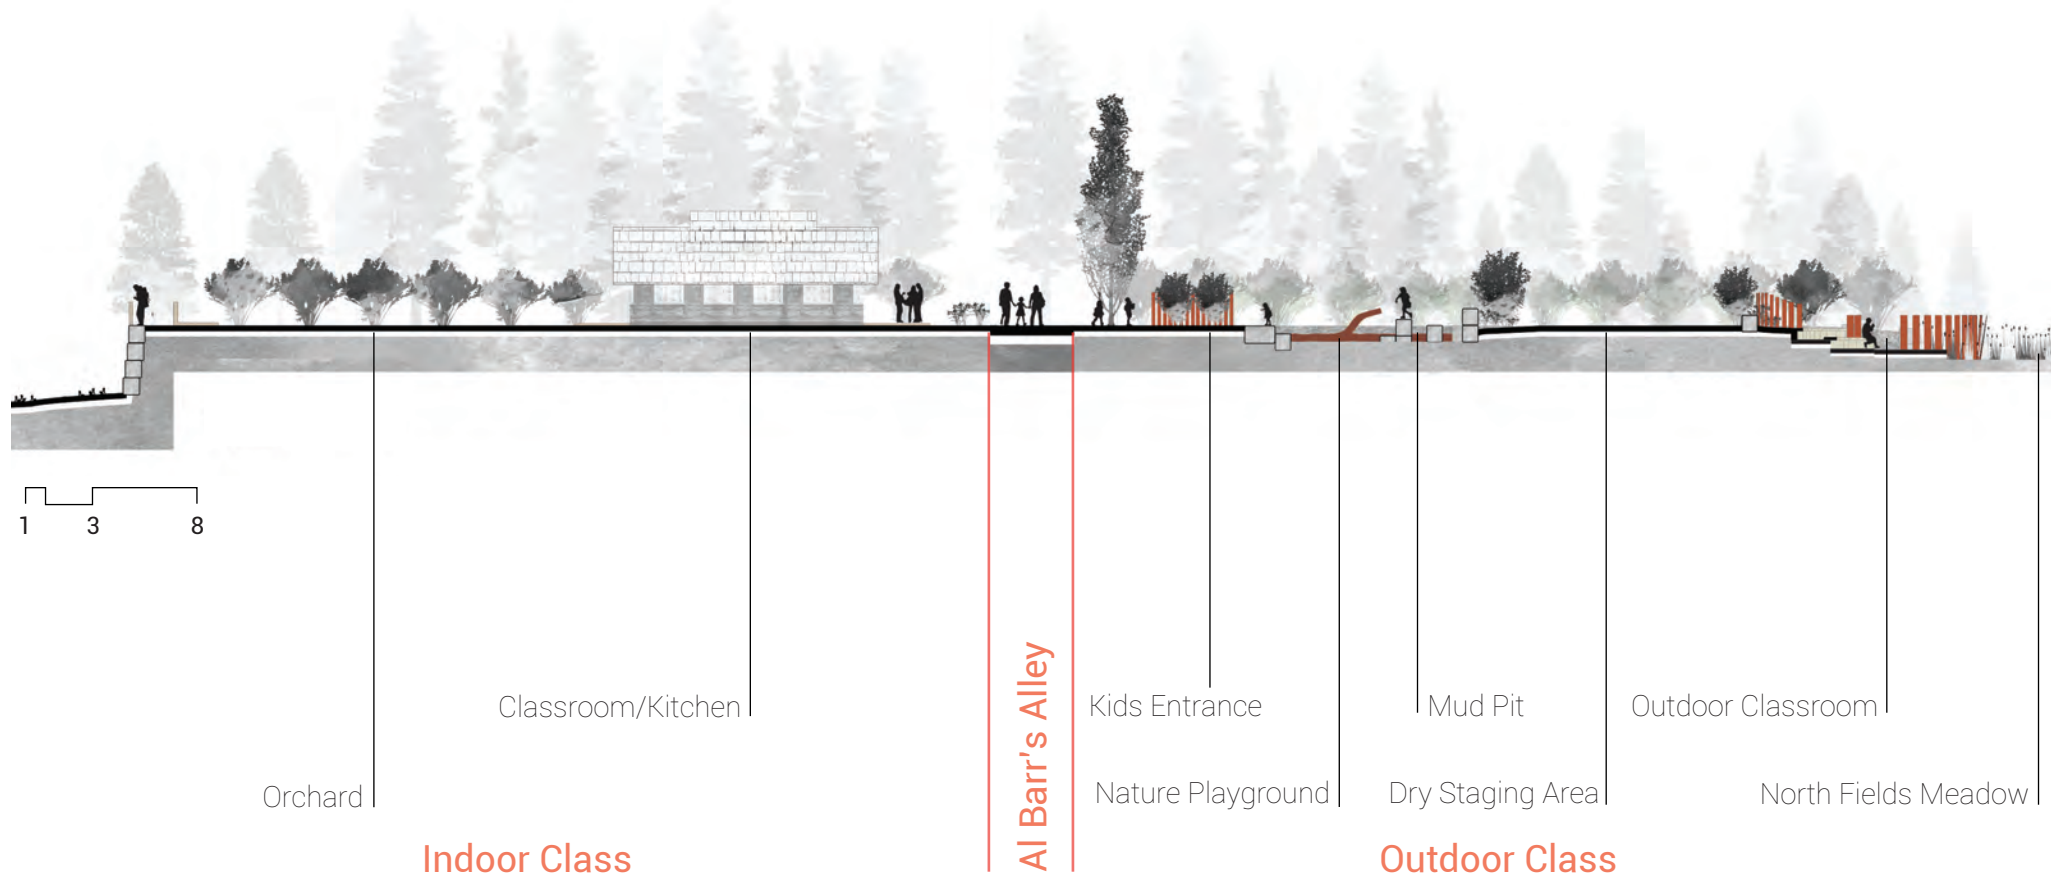 1 3 8
Classroom/Kitchen
Orchard
Indoor Class
Al Barr's Alley
Kids Entrance
Mud Pit
Outdoor Classroom
Nature Playground
Dry Staging Area
North Fields Meadow
Outdoor Class